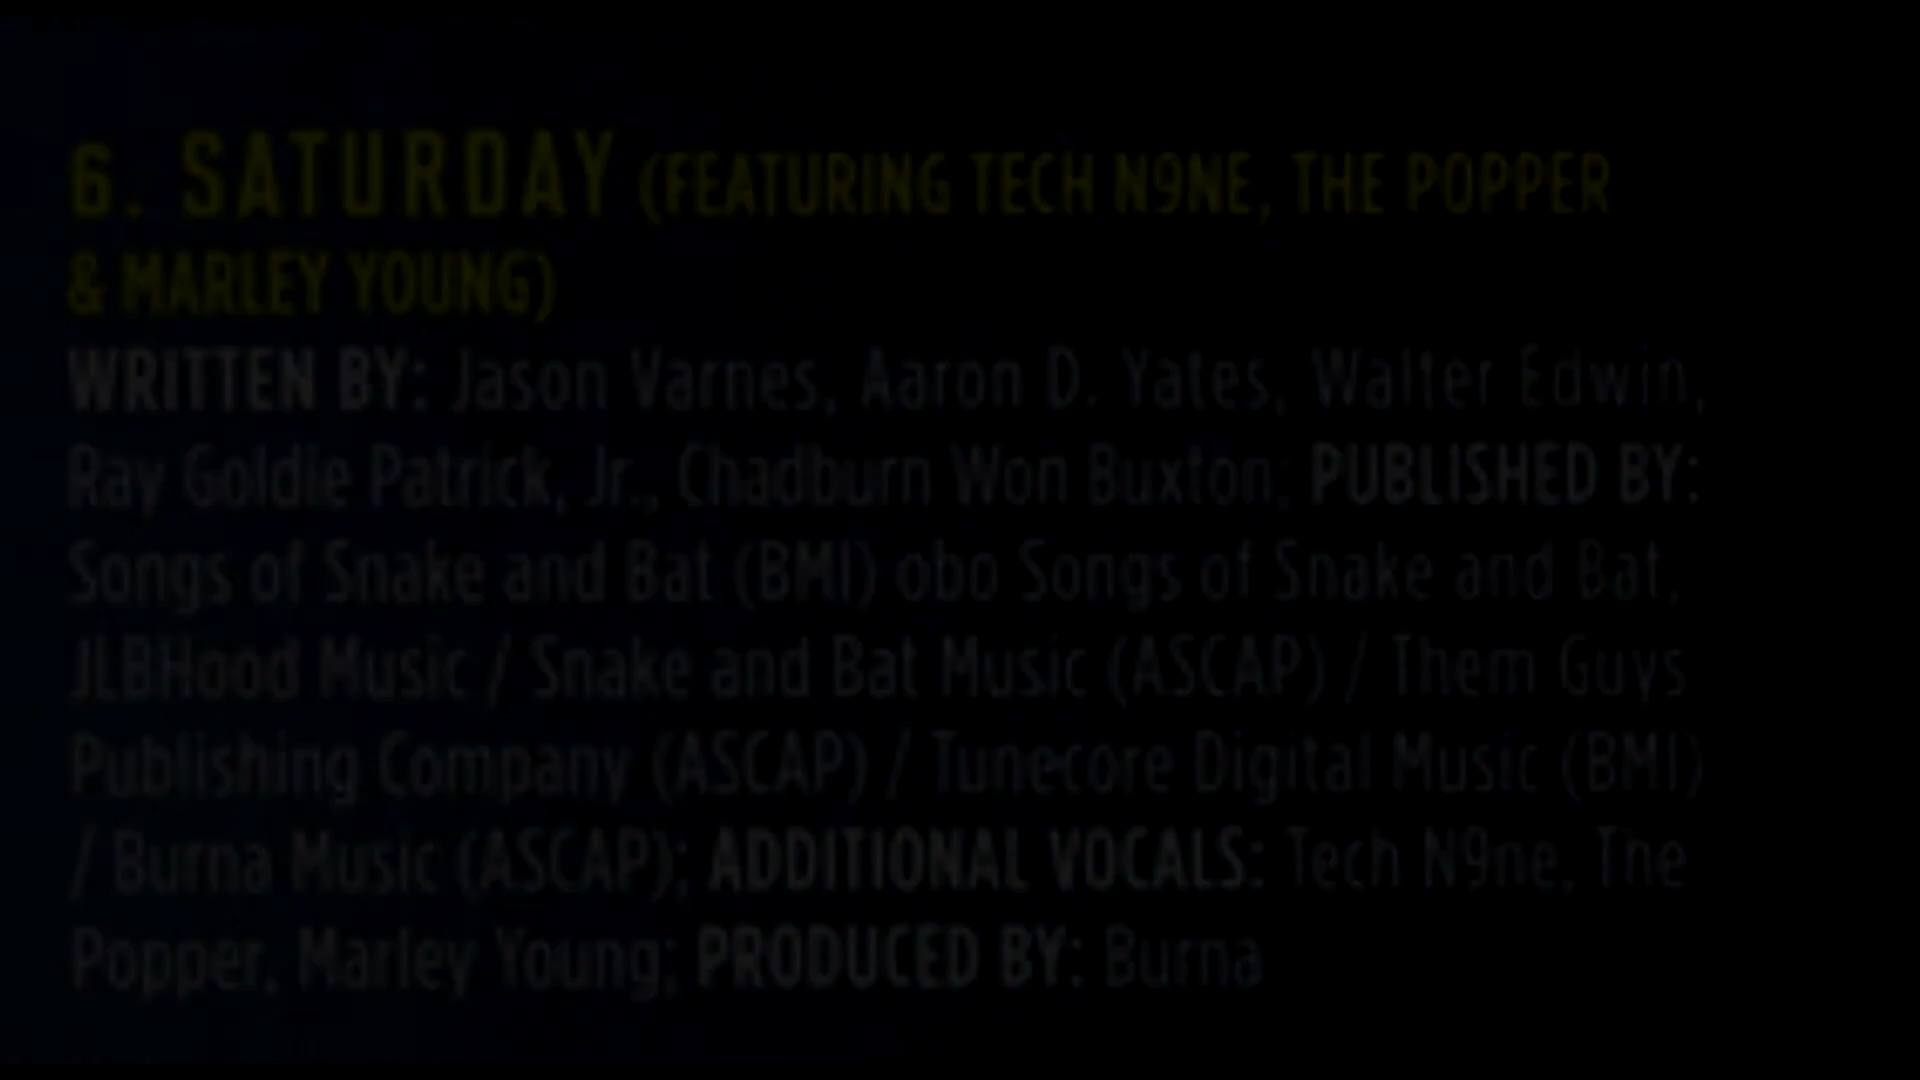 6. SATURDAY (FEATURING TECH N9NE, THE POPPER
& MARLEY YOUNG)
WRITTEN BY: Jason Varnes, Aaron D. Yates, Walter Edwin,
Ray Goldie Patrick, Jr., Chadburn Won Buxton; PUBLISHED BY:
Songs of Snake and Bat (BMI) obo Songs of Snake and Bat,
JLBHood Music / Snake and Bat Music (ASCAP) / Them Guys
Publishing Company (ASCAP) / Tunecore Digital Music (BMI)
/ Burna Music (ASCAP); ADDITIONAL VOCALS: Tech N9ne, The
Popper, Marley Young; PRODUCED BY: Burna